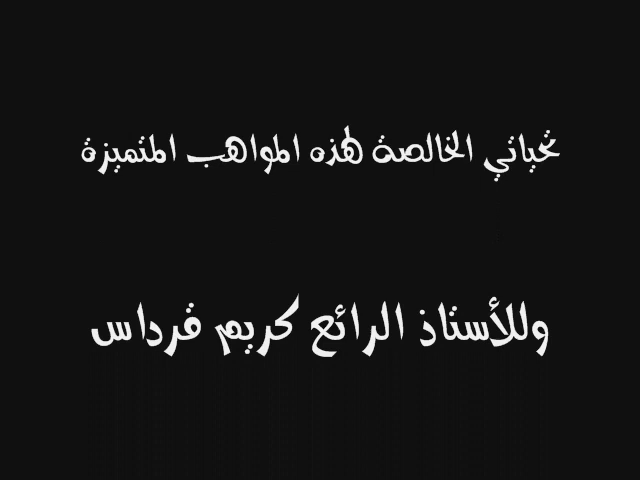 تحياتي الخالصة لهذه المواهب المتميزة
وللأستاذ الرائع كريم قرداس